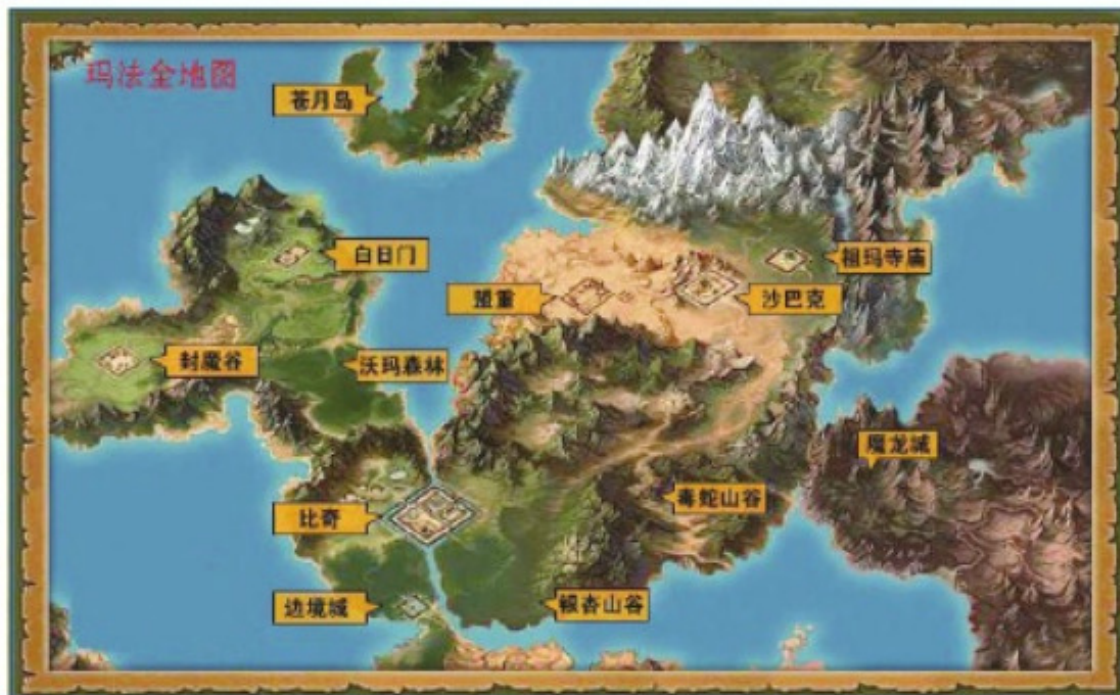 玛法全地图
苍月岛
白日门
祖玛寺庙
盟重
沙巴克
封魔谷
沃玛森林
魔龙城
毒蛇山谷
比奇
边境城
银杏山谷